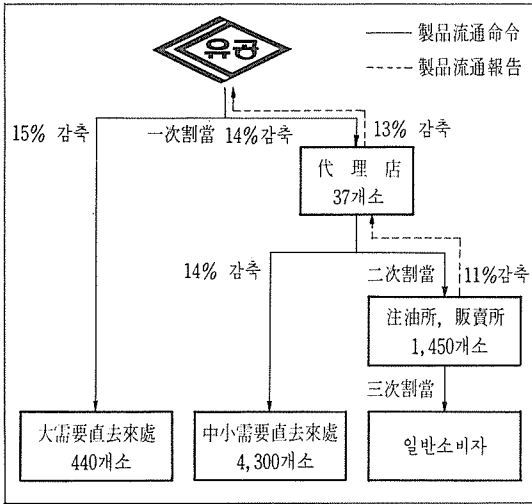 유공
製品流通命令
製品流通報告
15% 감축
一次割當 14%감축
13% 감축
代理店
37개소
14% 감축
二次割當
11%감축
注油所, 販賣所
1,450개소
三次割當
大需要直去來處
440개소
中小需要直去來處
4,300개소
일반소비자